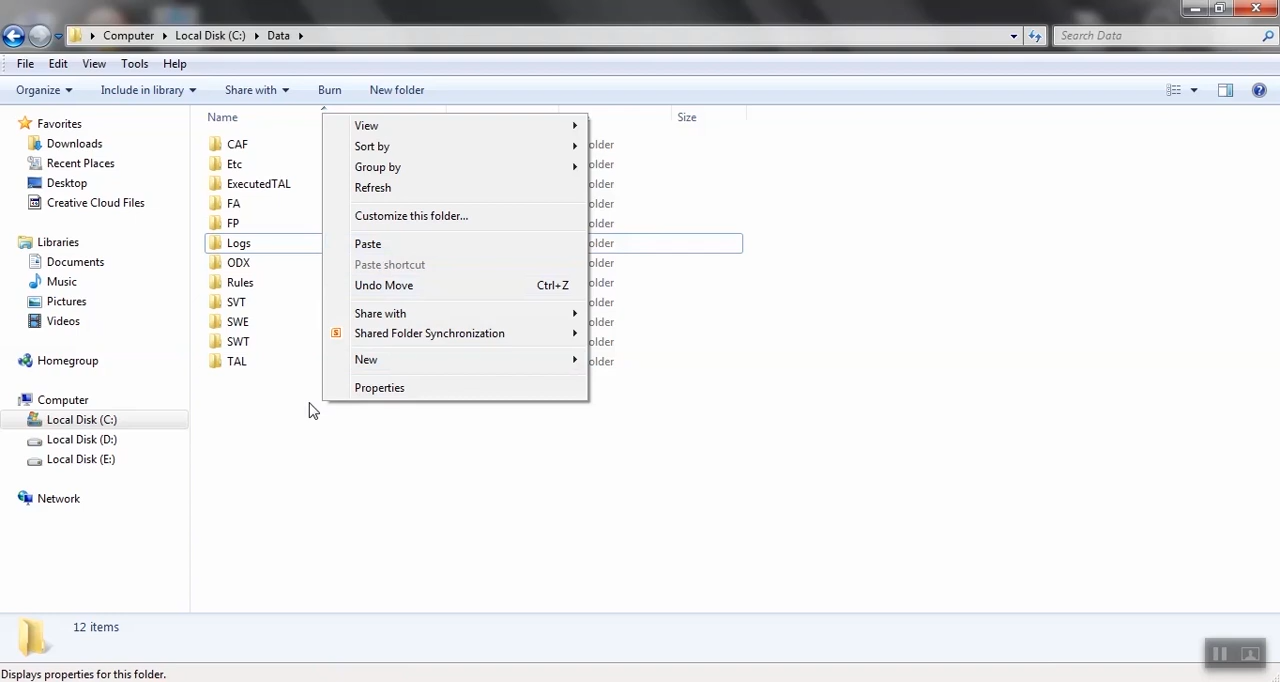 Computer Local Disk (C:) Data
Search Data
File Edit View Tools Help
Organize Include in library Share with Burn New folder
Name Size
Favorites
Downloads
Recent Places
Desktop
Creative Cloud Files
Libraries
Documents
Music
Pictures
Videos
Homegroup
Computer
Local Disk (C:)
Local Disk (D:)
Local Disk (E:)
Network
CAF
Etc
ExecutedTAL
FA
FP
Logs
ODX
Rules
SVT
SWE
SWT
TAL
older
older
older
older
older
older
older
older
older
older
older
older
View
Sort by
Group by
Refresh
Customize this folder...
Paste
Paste shortcut
Undo Move Ctrl+Z
Share with
S Shared Folder Synchronization
New
Properties
12 items
Displays properties for this folder.